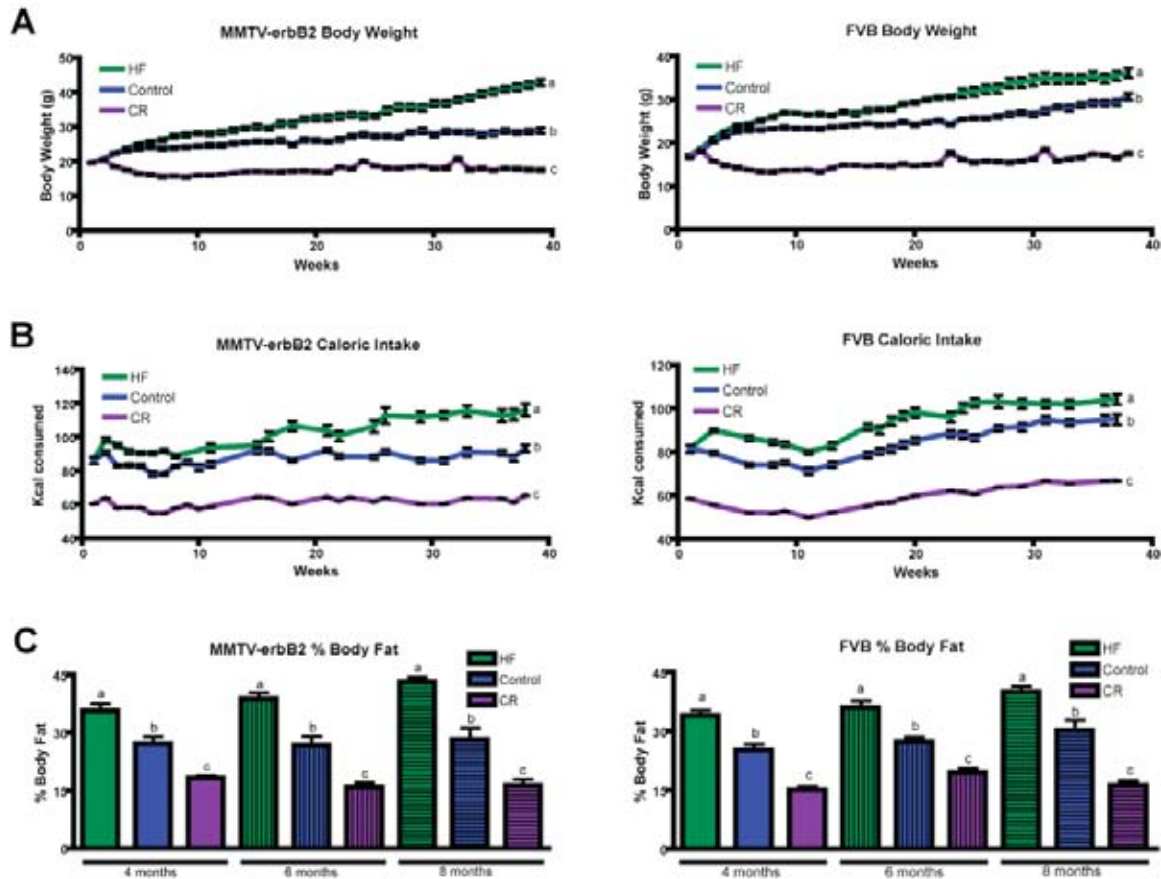 A
MMTV-erbB2 Body Weight
Body Weight (g)
50
40
30
20
10
0
HF
Control
CR
a
b
c
0 10 20 30 40
Weeks
FVB Body Weight
Body Weight (g)
40
30
20
10
0
HF
Control
CR
a
b
c
0 10 20 30 40
Weeks
B
MMTV-erbB2 Caloric Intake
Kcal consumed
140
120
100
80
60
40
HF
Control
CR
a
b
c
0 10 20 30 40
Weeks
FVB Caloric Intake
Kcal consumed
120
100
80
60
40
HF
Control
CR
a
b
c
0 10 20 30 40
Weeks
C
MMTV-erbB2 % Body Fat
% Body Fat
45
30
15
0
HF
Control
CR
a b c a b c a b c
4 months 6 months 8 months
FVB % Body Fat
% Body Fat
45
30
15
0
HF
Control
CR
a b c a b c a b c
4 months 6 months 8 months